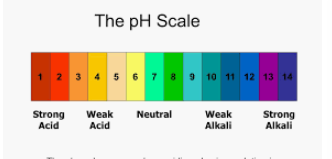 The pH Scale
1 2 3 4 5 6 7 8 9 10 11 12 13 14
Strong Acid Weak Acid Neutral Weak Alkali Strong Alkali